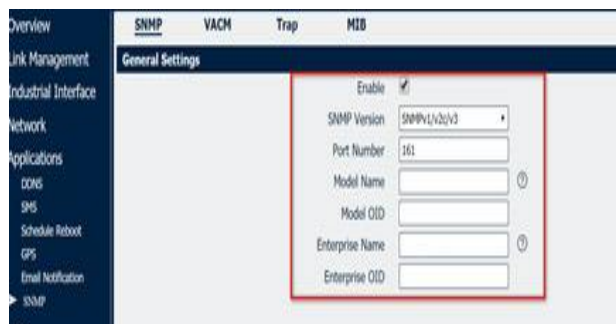 Overview
Link Management
Industrial Interface
Network
Applications
DDNS
SMS
Schedule Reboot
GPS
Email Notification
SNMP
SNMP VACM Trap MIB
General Settings
Enable
SNMP Version SNMPv1/v2c/v3
Port Number 161
Model Name
Model OID
Enterprise Name
Enterprise OID